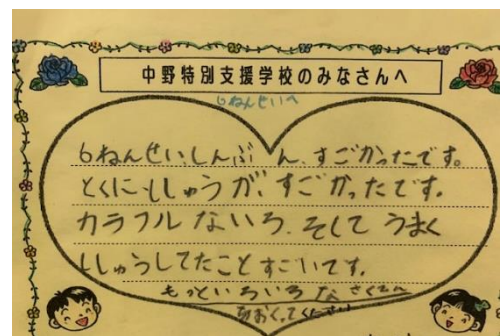 中野特別支援学校のみなさんへ
6ねんせいへ
6ねんせいしんぶん、すごかったです。
とくに、ししゅうが、すごかったです。
カラフルないろ、そしてうまく
ししゅうしてたことすごいです。
もっといろいろなさくひん
おくってください